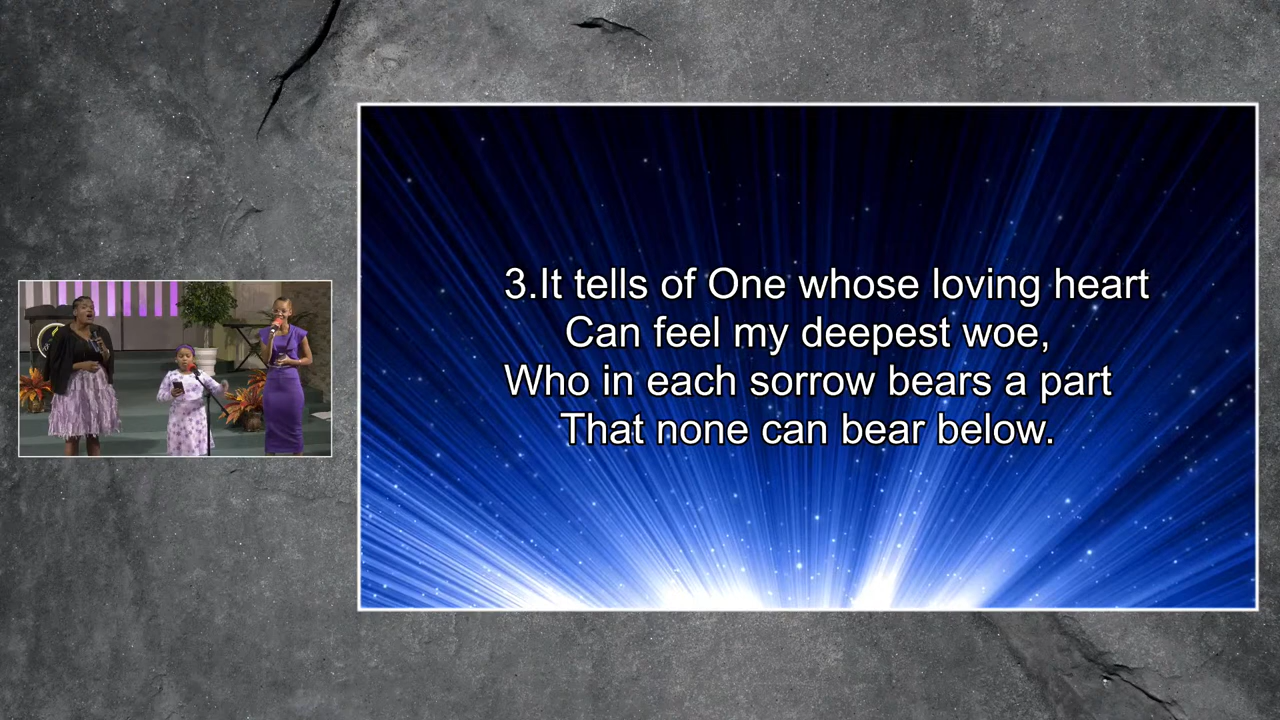 3.It tells of One whose loving heart
Can feel my deepest woe,
Who in each sorrow bears a part
That none can bear below.